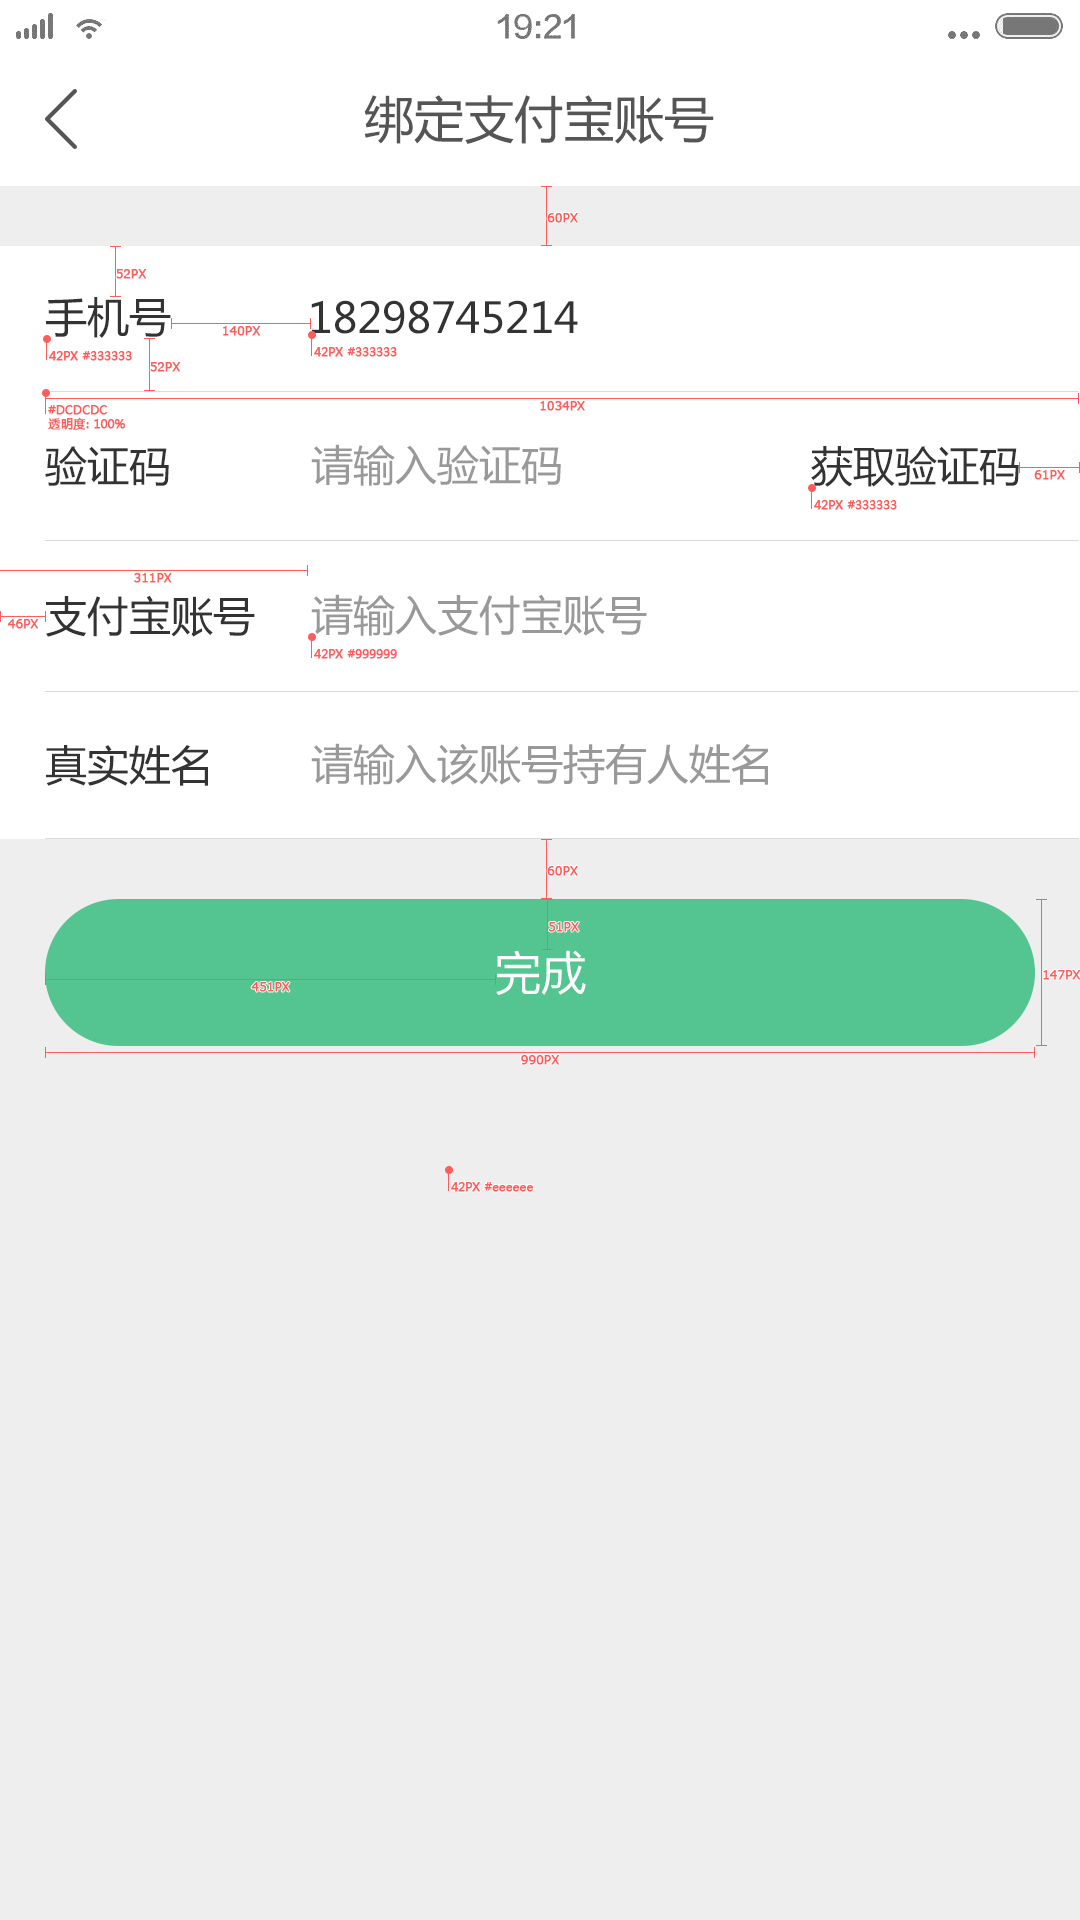 19:21
绑定支付宝账号
60PX
52PX
手机号
140PX
18298745214
42PX #333333
42PX #333333
52PX
1034PX
#DCDCDC
透明度: 100%
验证码
请输入验证码
获取验证码
61PX
42PX #333333
311PX
46PX
支付宝账号
请输入支付宝账号
42PX #999999
真实姓名
请输入该账号持有人姓名
60PX
51PX
完成
451PX
147PX
990PX
42PX #eeeeee